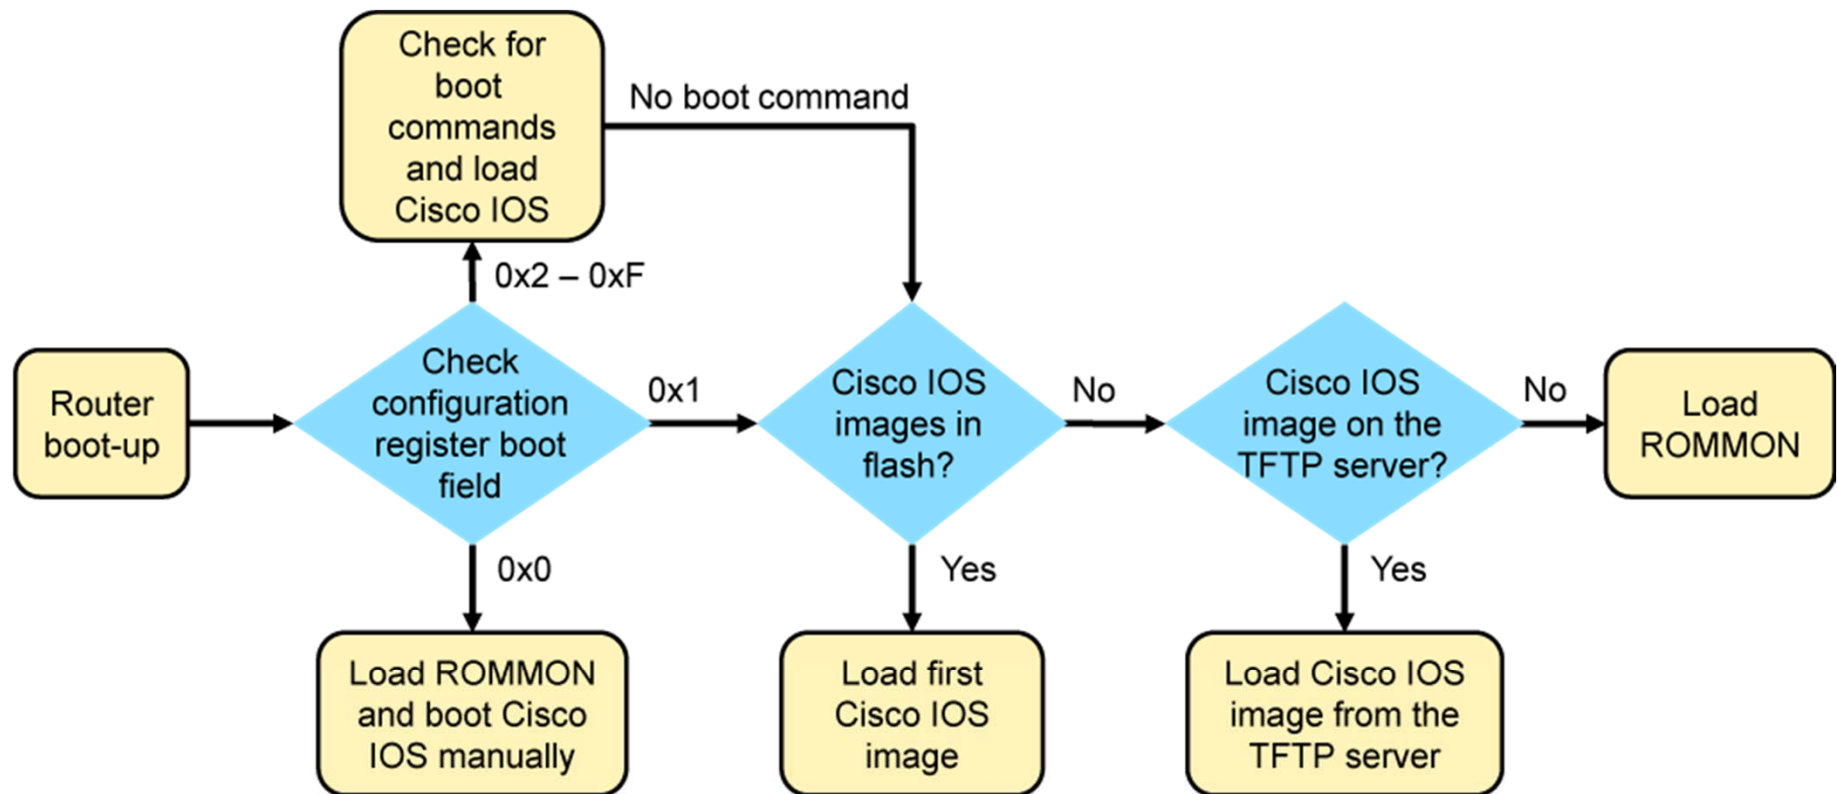 Check for
boot
commands
and load
Cisco IOS
No boot command
0x2 – 0xF
Router
boot-up
Check
configuration
register boot
field
0x1
Cisco IOS
images in
flash?
No
Cisco IOS
image on the
TFTP server?
No
Load
ROMMON
0x0
Yes
Yes
Load ROMMON
and boot Cisco
IOS manually
Load first
Cisco IOS
image
Load Cisco IOS
image from the
TFTP server